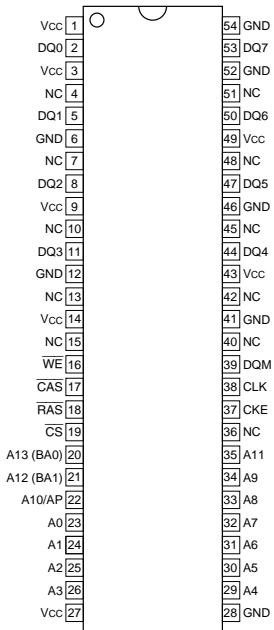 Vcc 1 54 GND
DQ0 2 53 DQ7
Vcc 3 52 GND
NC 4 51 NC
DQ1 5 50 DQ6
GND 6 49 Vcc
NC 7 48 NC
DQ2 8 47 DQ5
Vcc 9 46 GND
NC 10 45 NC
DQ3 11 44 DQ4
GND 12 43 Vcc
NC 13 42 NC
Vcc 14 41 GND
NC 15 40 NC
WE 16 39 DQM
CAS 17 38 CLK
RAS 18 37 CKE
CS 19 36 NC
A13 (BA0) 20 35 A11
A12 (BA1) 21 34 A9
A10/AP 22 33 A8
A0 23 32 A7
A1 24 31 A6
A2 25 30 A5
A3 26 29 A4
Vcc 27 28 GND